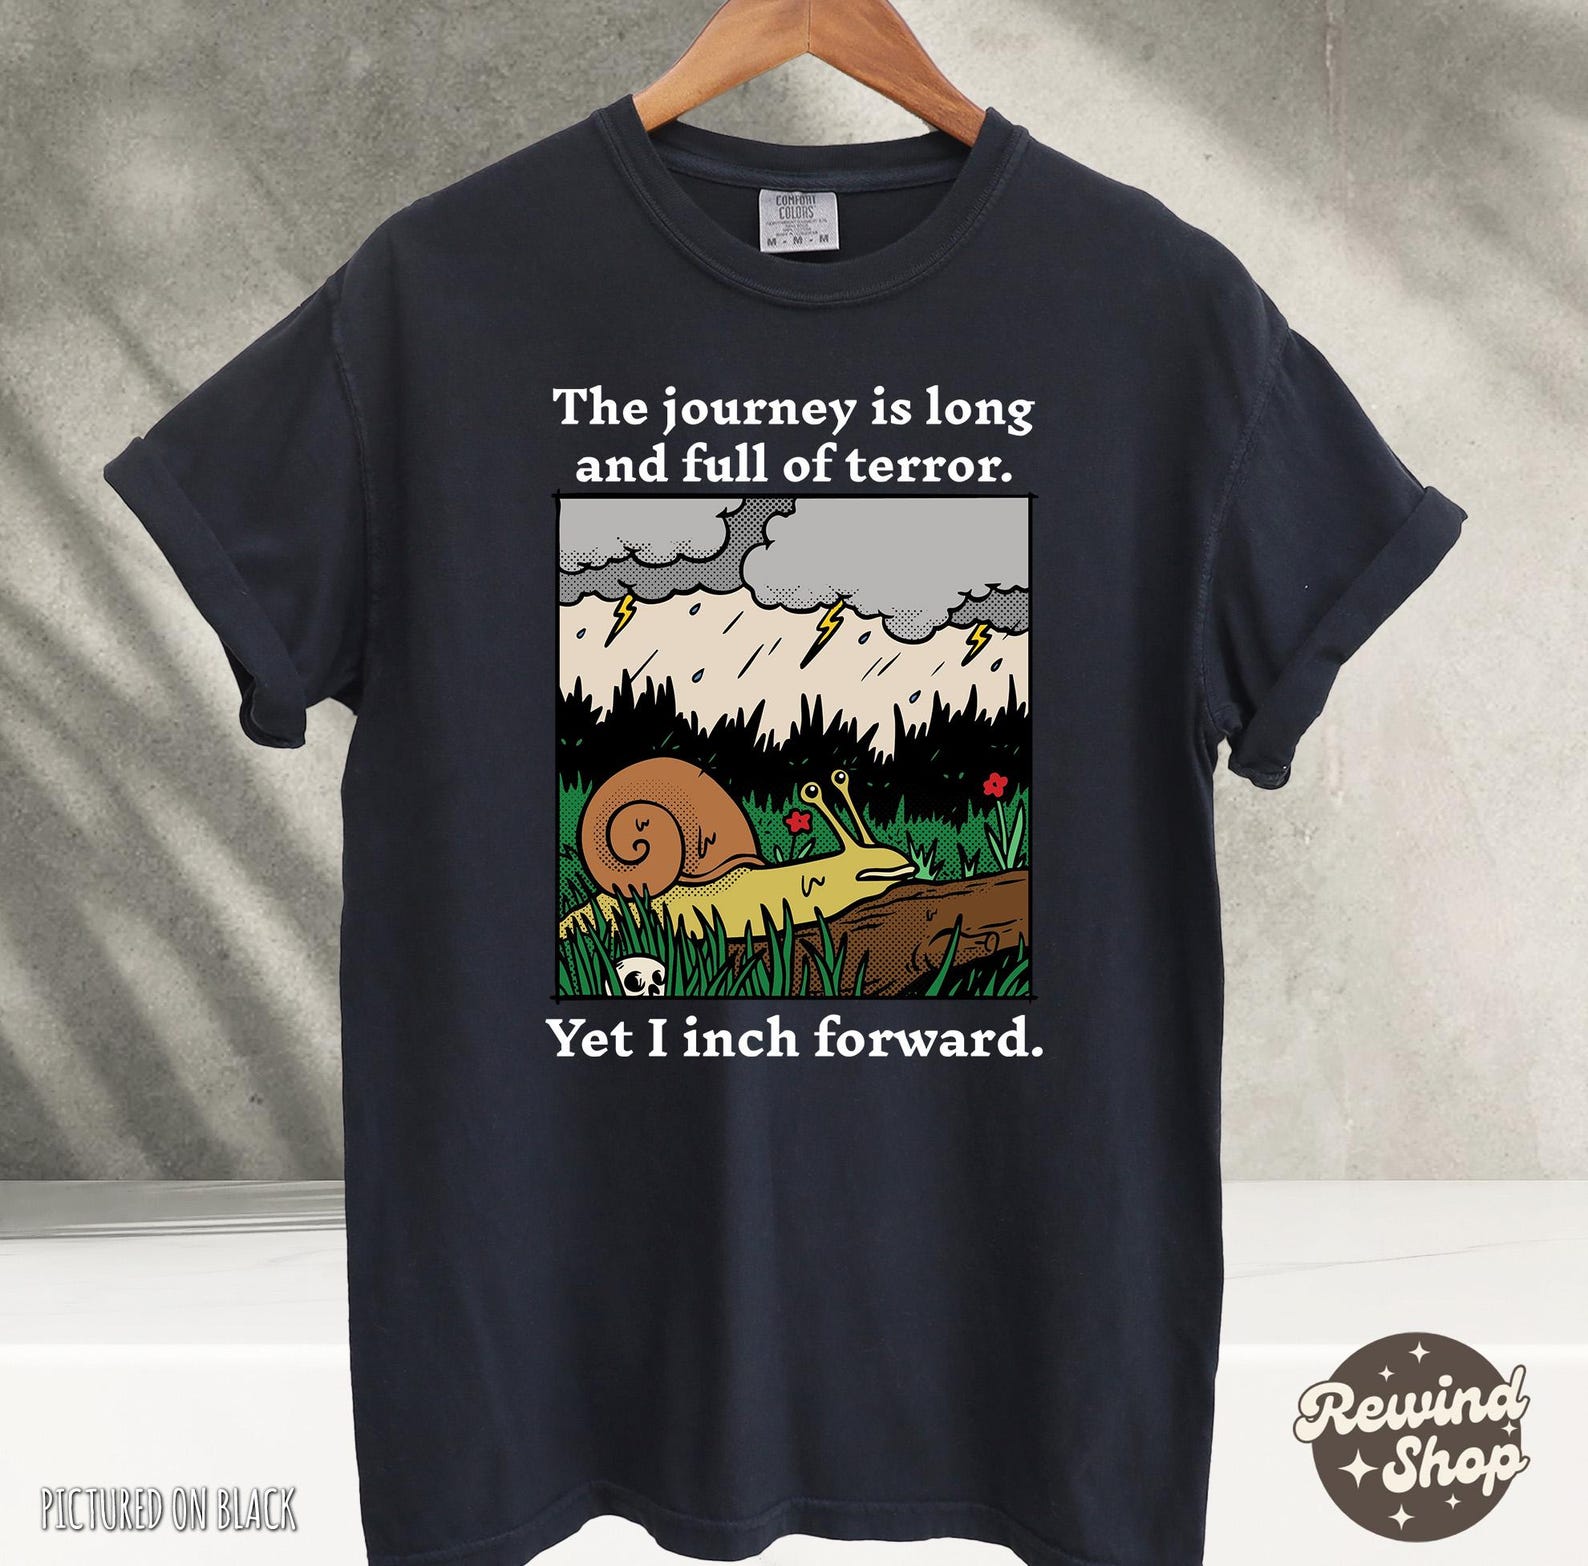 COMFORT
COLORS
M - M - M
The journey is long
and full of terror.
Yet I inch forward.
Rewind
Shop
PICTURED ON BLACK